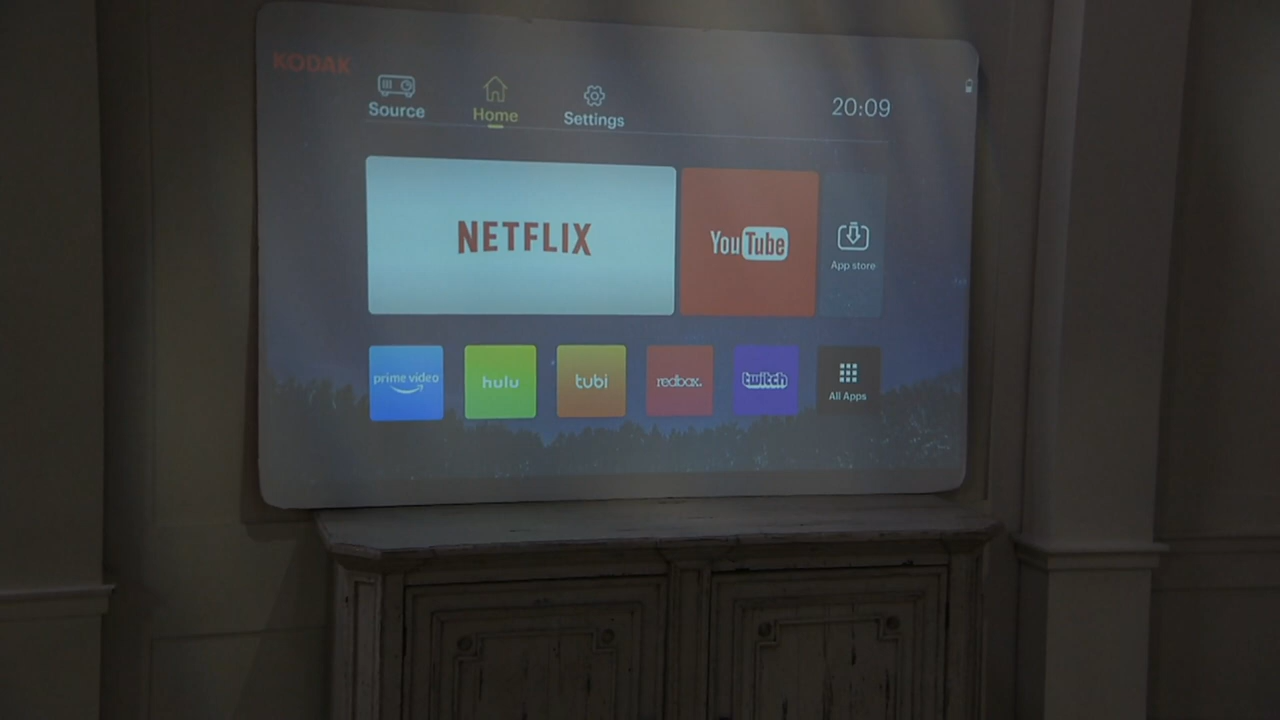 KODAK
Source
Home
Settings
20:09
NETFLIX
YouTube
App store
prime video
hulu
tubi
redbox.
twitch
All Apps